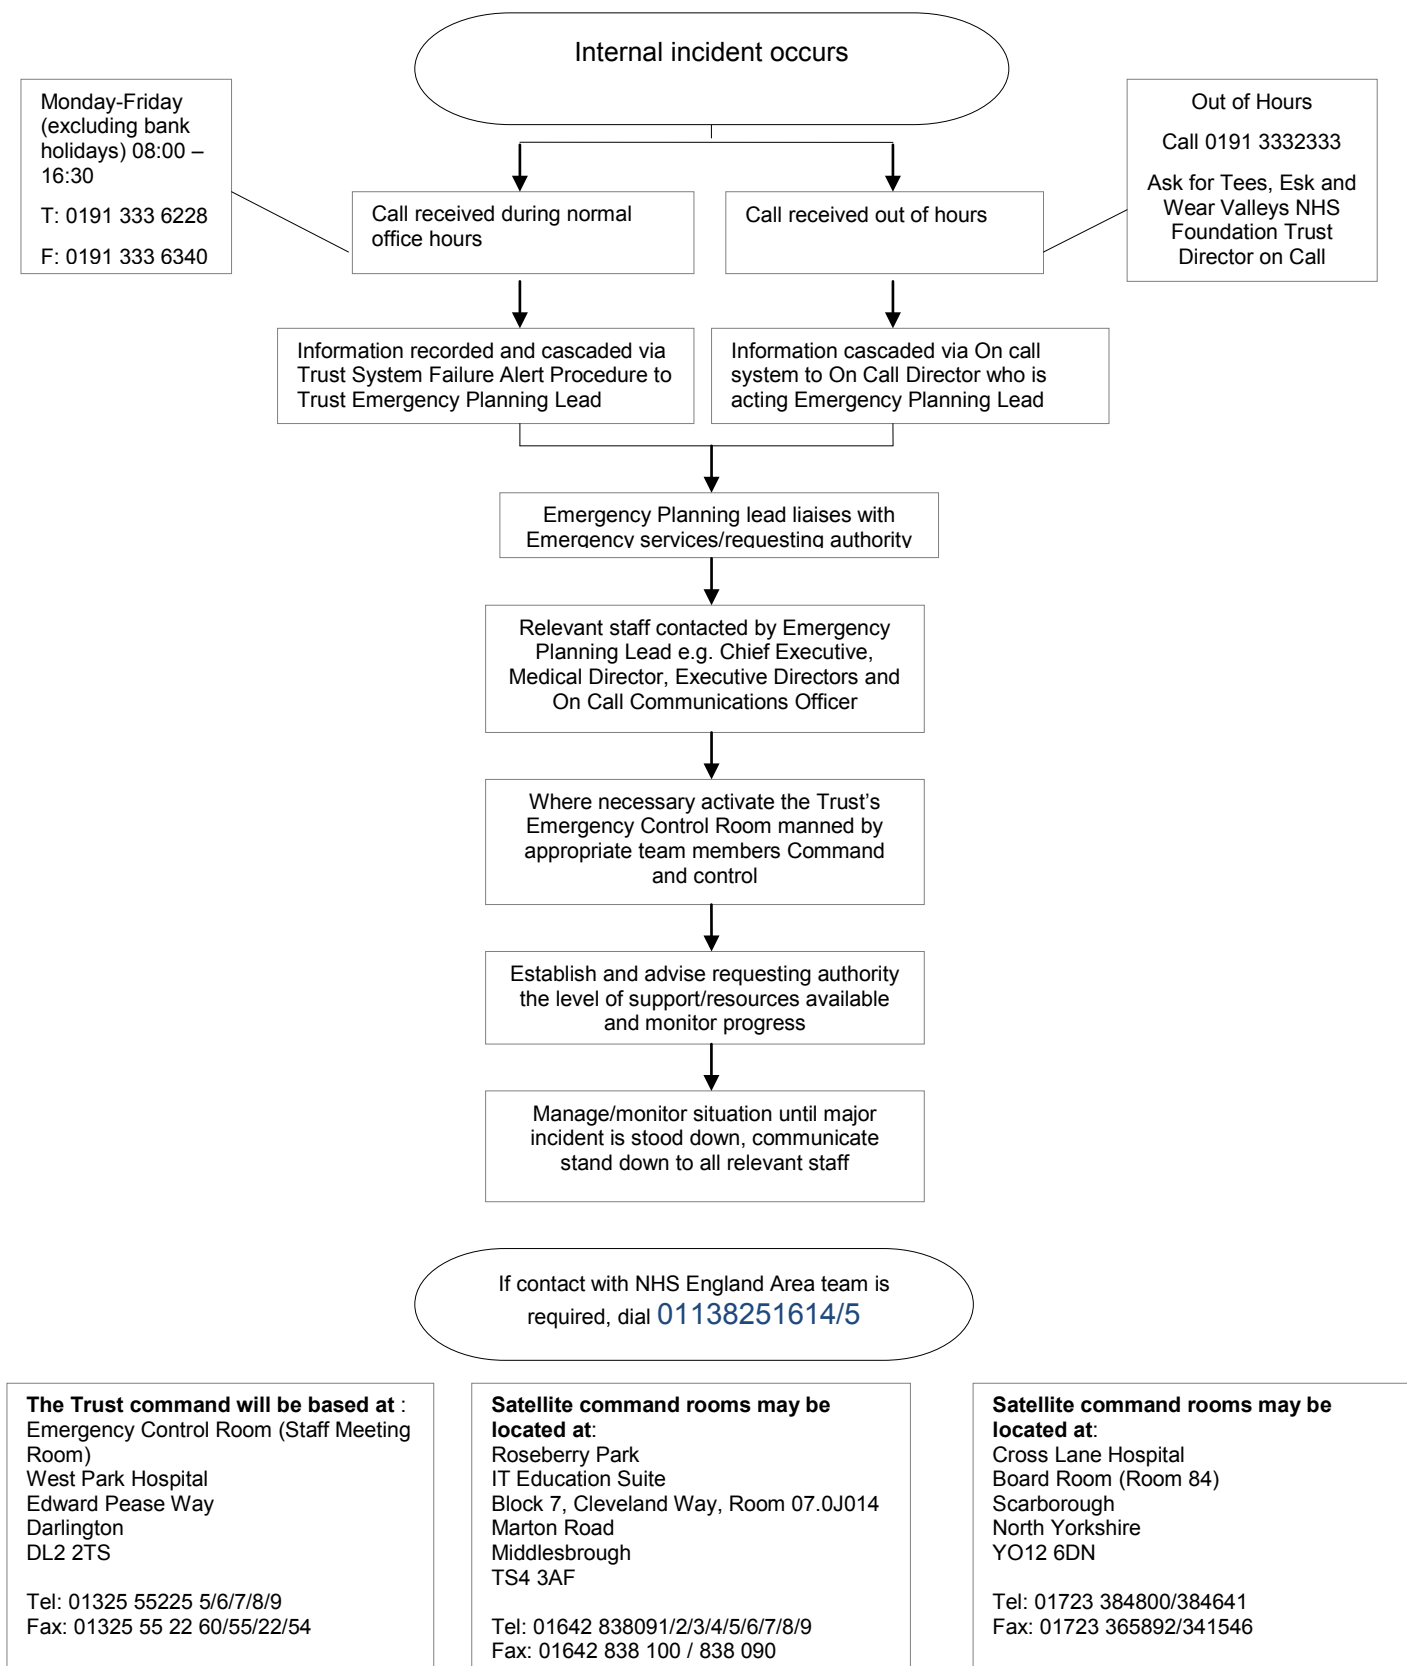 Internal incident occurs
Monday-Friday
(excluding bank
holidays) 08:00 –
16:30
T: 0191 333 6228
F: 0191 333 6340
Out of Hours
Call 0191 3332333
Ask for Tees, Esk and
Wear Valleys NHS
Foundation Trust
Director on Call
Call received during normal
office hours
Call received out of hours
Information recorded and cascaded via
Trust System Failure Alert Procedure to
Trust Emergency Planning Lead
Information cascaded via On call
system to On Call Director who is
acting Emergency Planning Lead
Emergency Planning lead liaises with
Emergency services/requesting authority
Relevant staff contacted by Emergency
Planning Lead e.g. Chief Executive,
Medical Director, Executive Directors and
On Call Communications Officer
Where necessary activate the Trust’s
Emergency Control Room manned by
appropriate team members Command
and control
Establish and advise requesting authority
the level of support/resources available
and monitor progress
Manage/monitor situation until major
incident is stood down, communicate
stand down to all relevant staff
If contact with NHS England Area team is
required, dial 01138251614/5
The Trust command will be based at :
Emergency Control Room (Staff Meeting
Room)
West Park Hospital
Edward Pease Way
Darlington
DL2 2TS
Tel: 01325 55225 5/6/7/8/9
Fax: 01325 55 22 60/55/22/54
Satellite command rooms may be
located at:
Roseberry Park
IT Education Suite
Block 7, Cleveland Way, Room 07.0J014
Marton Road
Middlesbrough
TS4 3AF
Tel: 01642 838091/2/3/4/5/6/7/8/9
Fax: 01642 838 100 / 838 090
Satellite command rooms may be
located at:
Cross Lane Hospital
Board Room (Room 84)
Scarborough
North Yorkshire
YO12 6DN
Tel: 01723 384800/384641
Fax: 01723 365892/341546